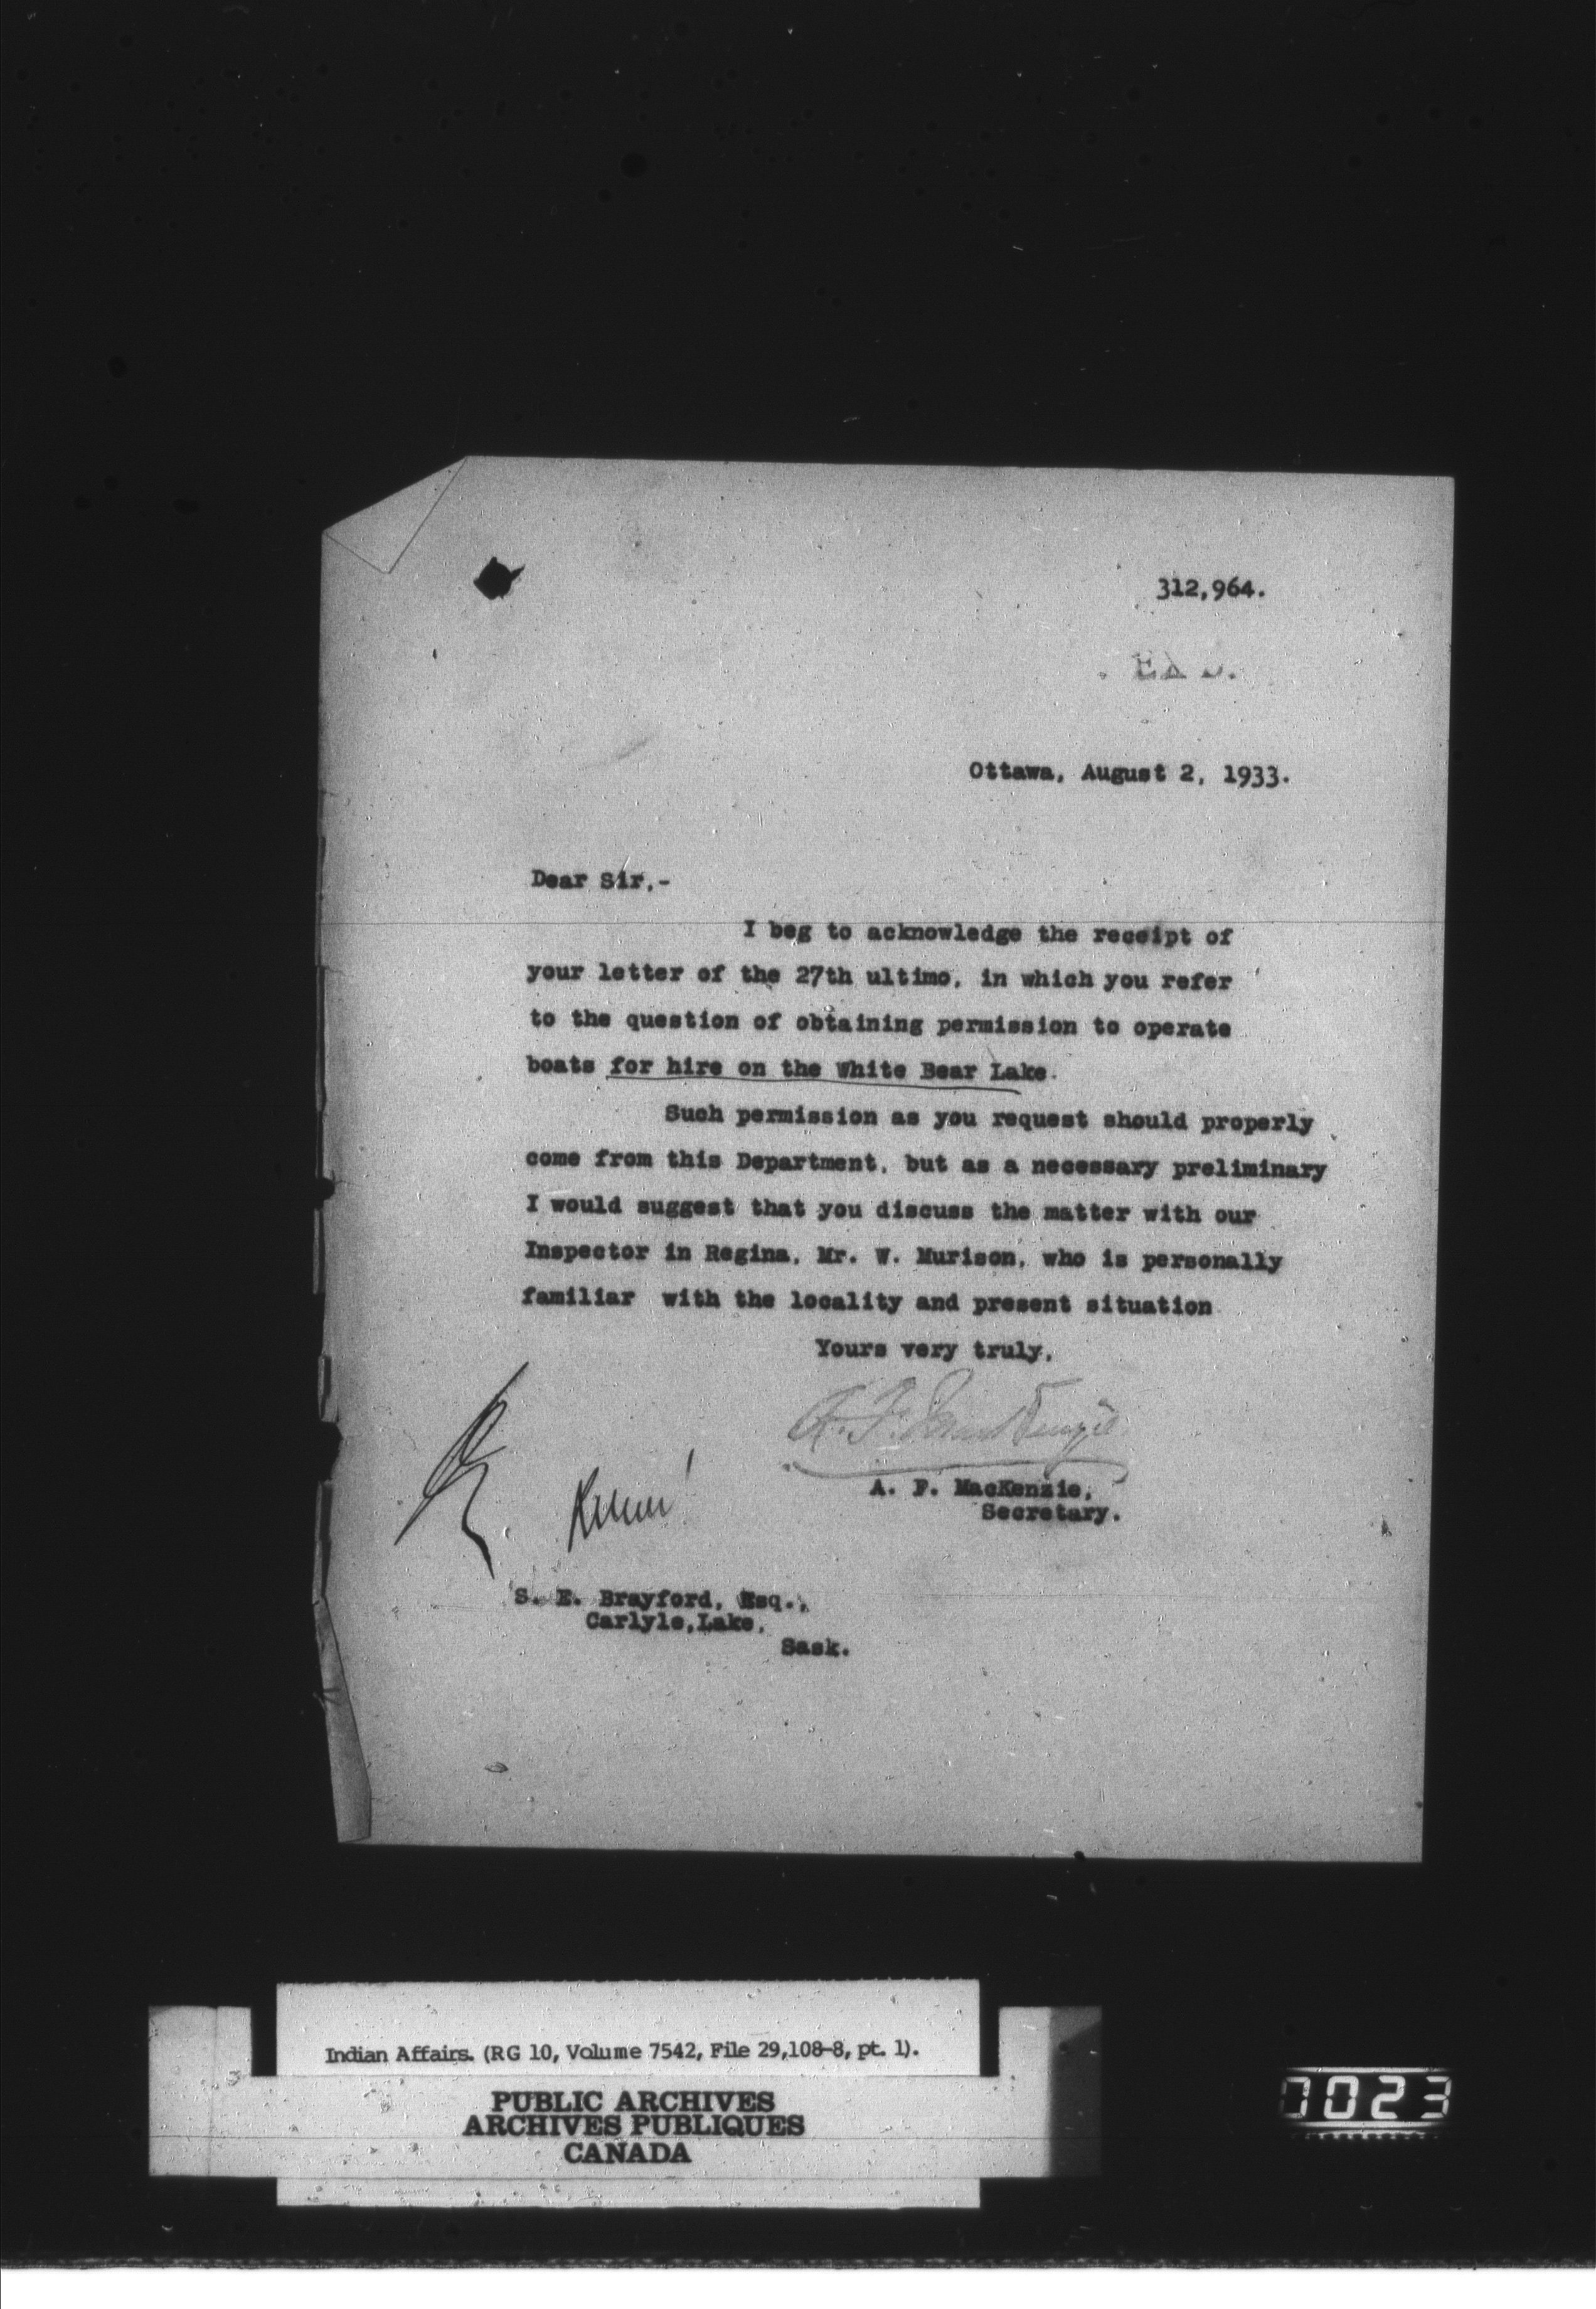 312,964.
Ottawa, August 2, 1933.
Dear Sir,-
I beg to acknowledge the receipt of
your letter of the 27th ultimo, in which you refer
to the question of obtaining permission to operate
boats for hire on the White Bear Lake.
Such permission as you request should properly
come from this Department, but as a necessary preliminary
I would suggest that you discuss the matter with our
Inspector in Regina, Mr. W. Murison, who is personally
familiar with the locality and present situation
Yours very truly,
A. F. MacKenzie
A. F. MacKenzie,
Secretary.
S. E. Brayford, Esq.,
Carlyle, Lake,
Sask.
Indian Affairs. (RG 10, Volume 7542, File 29,108-8, pt. 1).
PUBLIC ARCHIVES
ARCHIVES PUBLIQUES
CANADA
0023